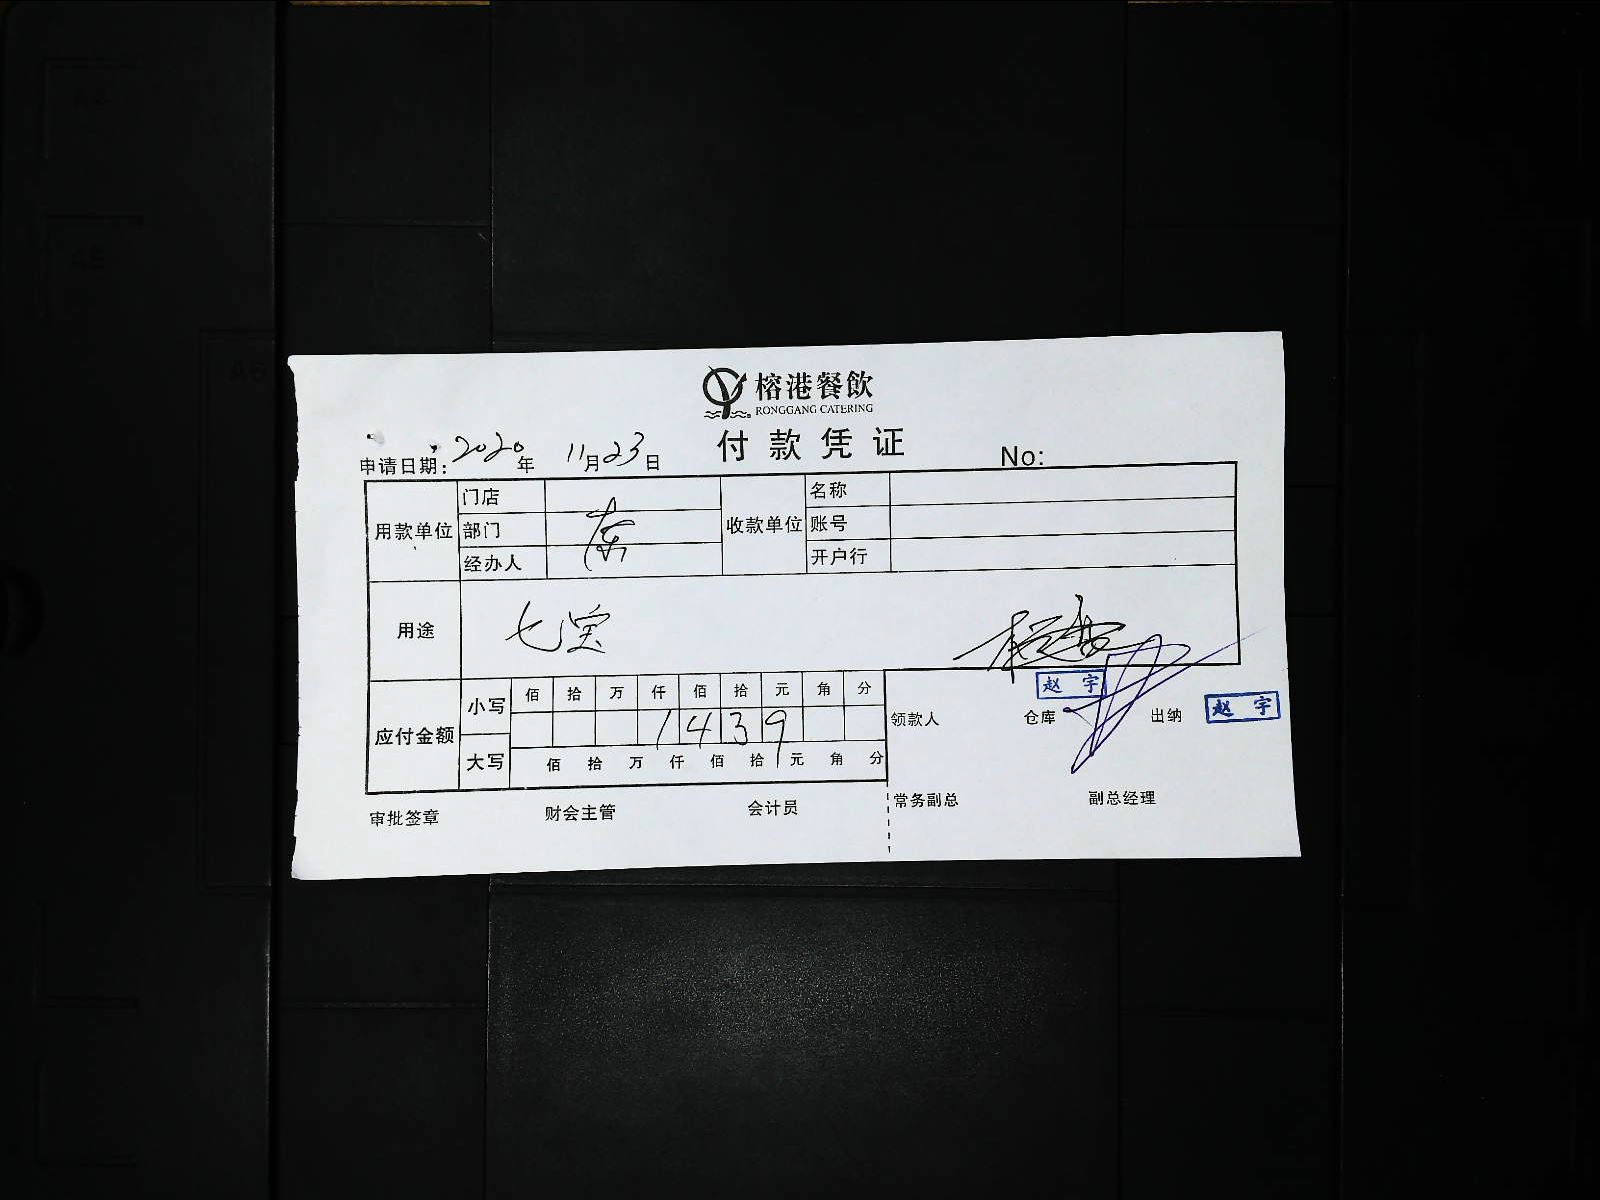 榕港餐飲
RONGGANG CATERING
付款凭证
申请日期: 2020年 11月23日 No:
用款单位 门店 收款单位 名称
部门 账号
经办人 开户行
用途 七宝
应付金额 小写 佰 拾 万 仟 佰 拾 元 角 分
1 4 3 9
大写 佰 拾 万 仟 佰 拾 元 角 分
赵 宇
领款人 仓库 出纳 赵 宇
审批签章 财会主管 会计员 常务副总 副总经理